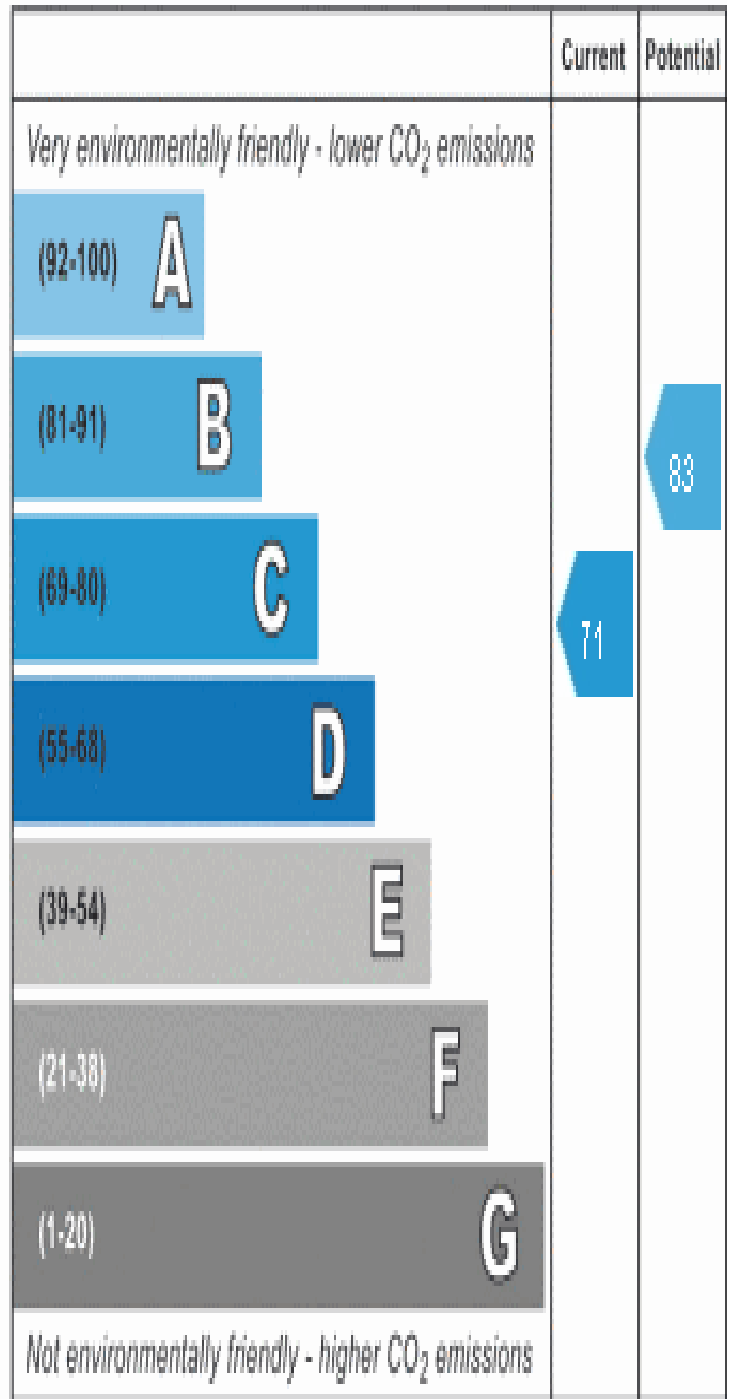 Current Potential
Very environmentally friendly - lower CO₂ emissions
(92-100) A
(81-91) B
83
(69-80) C
71
(55-68) D
(39-54) E
(21-38) F
(1-20) G
Not environmentally friendly - higher CO₂ emissions